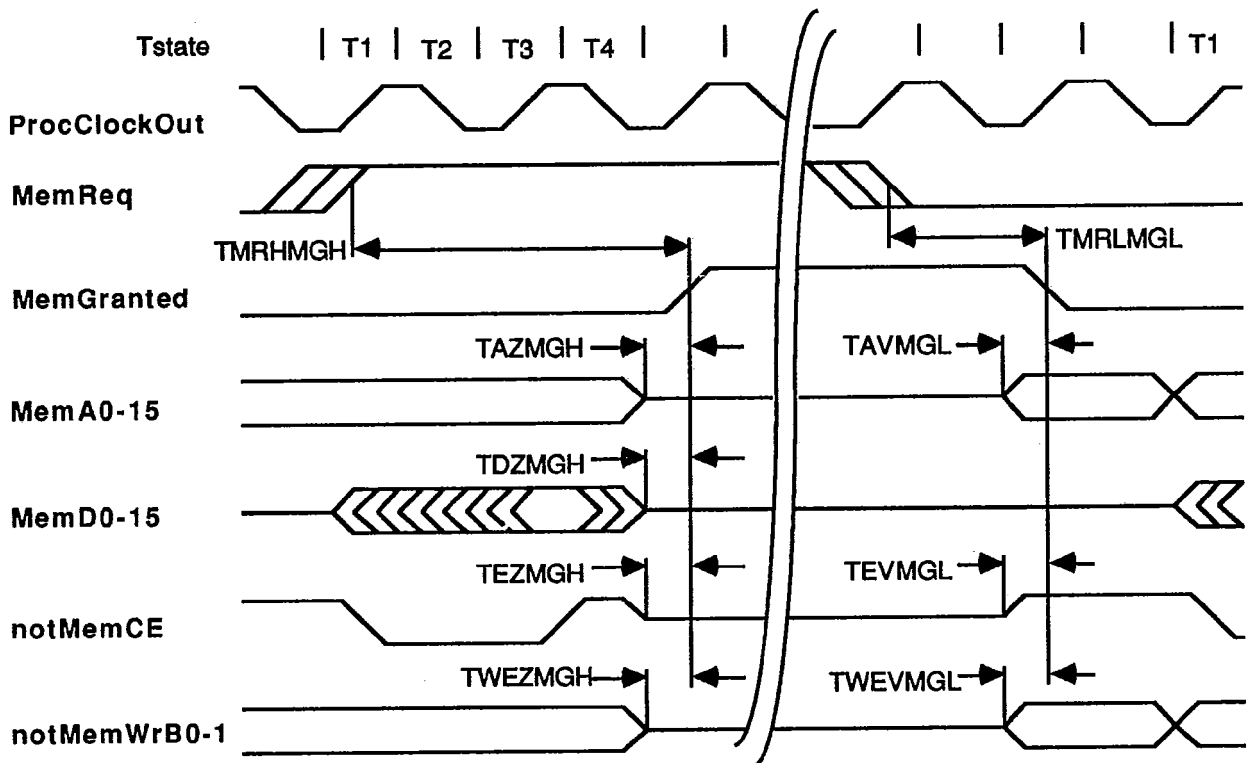 Tstate | T1 | T2 | T3 | T4 | | | | | | T1
ProcClockOut
MemReq
TMRHMGH TMRLMGL
MemGranted
TAZMGH TAVMGL
MemA0-15
TDZMGH
MemD0-15
TEZMGH TEVMGL
notMemCE
TWEZMGH TWEVMGL
notMemWrB0-1